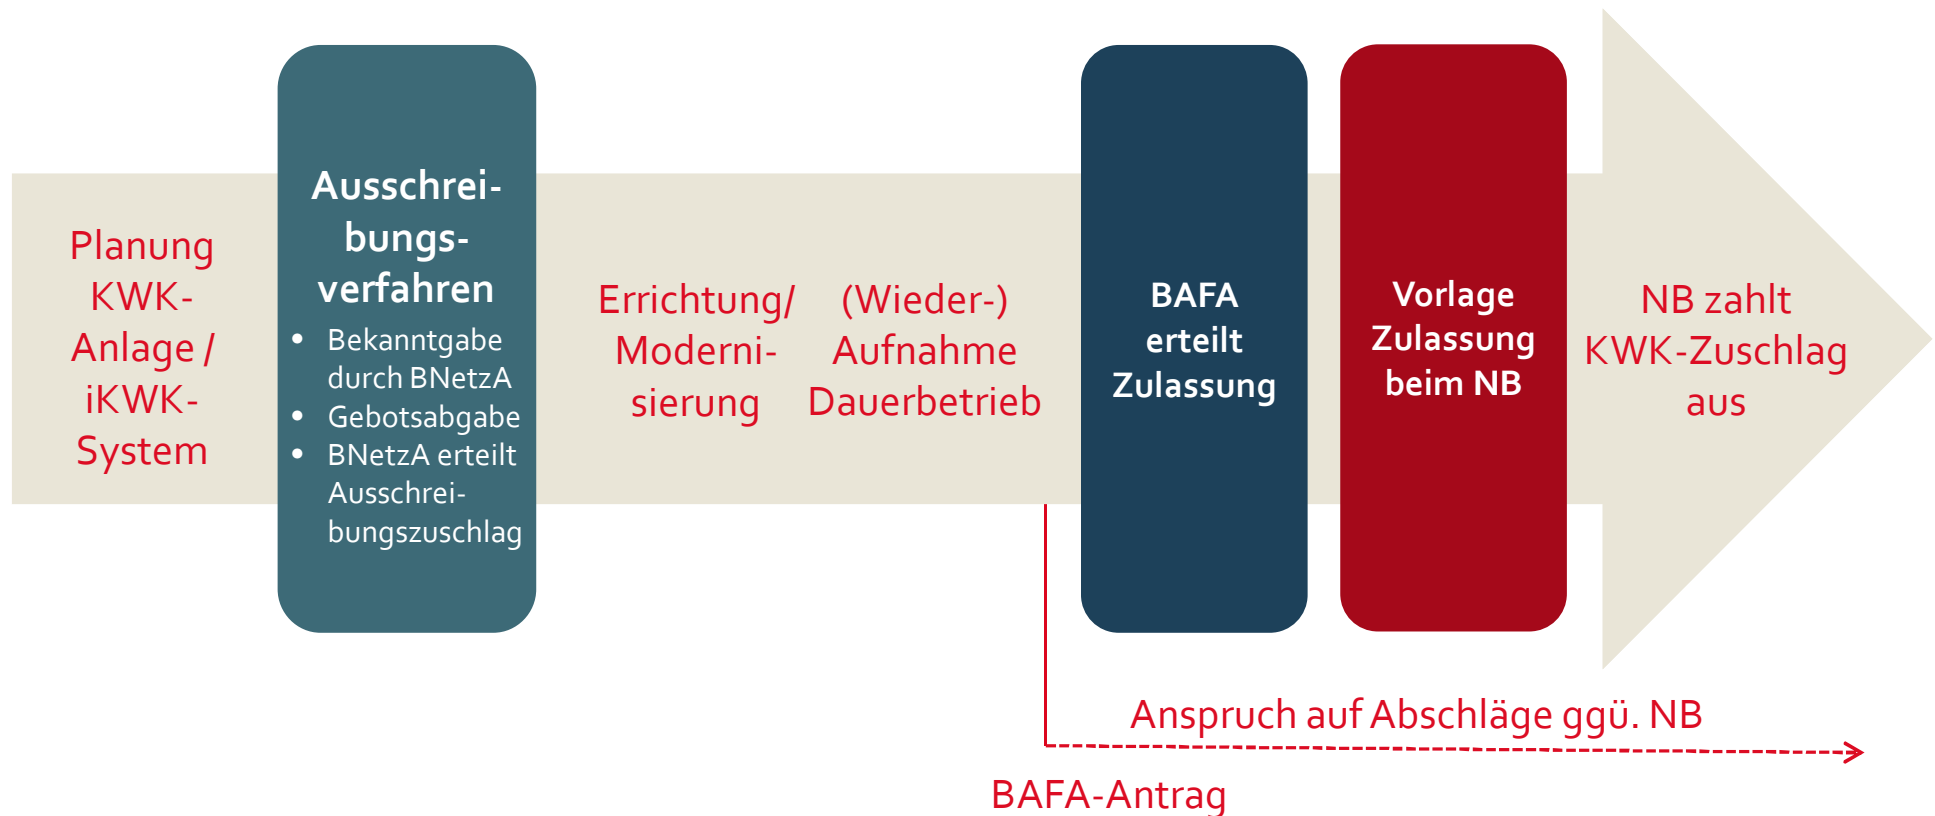 Planung
KWK-
Anlage /
iKWK-
System
Ausschrei-
bungs-
verfahren
• Bekanntgabe
durch BNetzA
• Gebotsabgabe
• BNetzA erteilt
Ausschrei-
bungszuschlag
Errichtung/
Moderni-
sierung
(Wieder-)
Aufnahme
Dauerbetrieb
BAFA
erteilt
Zulassung
Vorlage
Zulassung
beim NB
NB zahlt
KWK-Zuschlag
aus
Anspruch auf Abschläge ggü. NB
BAFA-Antrag